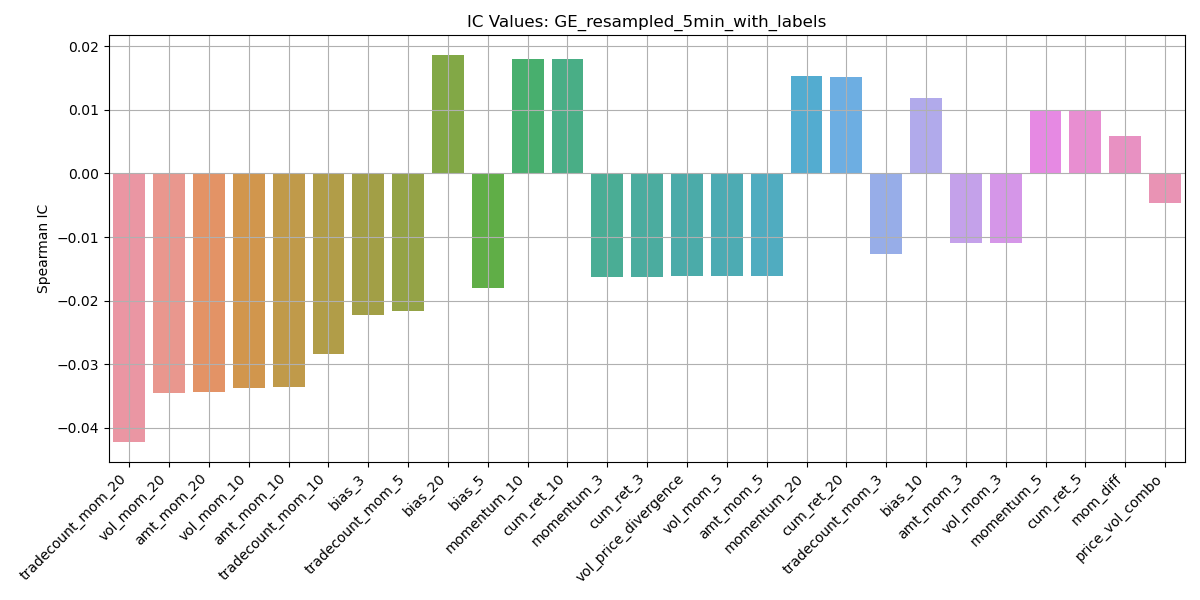 IC Values: GE_resampled_5min_with_labels
0.02
0.01
0.00
−0.01
−0.02
−0.03
−0.04
Spearman IC
tradecount_mom_20
vol_mom_20
amt_mom_20
vol_mom_10
amt_mom_10
tradecount_mom_10
bias_3
tradecount_mom_5
bias_20
bias_5
momentum_10
cum_ret_10
momentum_3
cum_ret_3
vol_price_divergence
vol_mom_5
amt_mom_5
momentum_20
cum_ret_20
tradecount_mom_3
bias_10
amt_mom_3
vol_mom_3
momentum_5
cum_ret_5
mom_diff
price_vol_combo